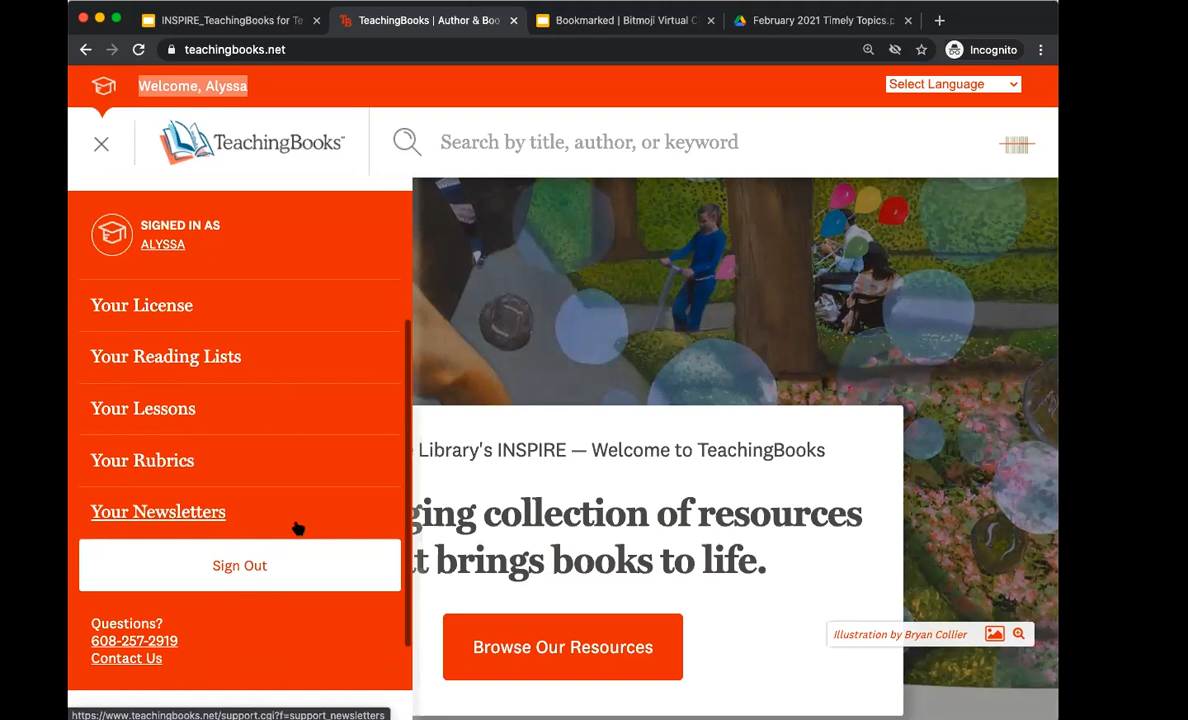 INSPIRE_TeachingBooks for Te
TeachingBooks | Author & Boo
Bookmarked | Bitmoji Virtual C
February 2021 Timely Topics.p
teachingbooks.net
Incognito
Welcome, Alyssa
Select Language
TeachingBooks
Search by title, author, or keyword
SIGNED IN AS
ALYSSA
Your License
Your Reading Lists
Your Lessons
Your Rubrics
Your Newsletters
Sign Out
Questions?
608-257-2919
Contact Us
Library's INSPIRE — Welcome to TeachingBooks
ging collection of resources
t brings books to life.
Browse Our Resources
Illustration by Bryan Collier
https://www.teachingbooks.net/support.cgi?f=support_newsletters